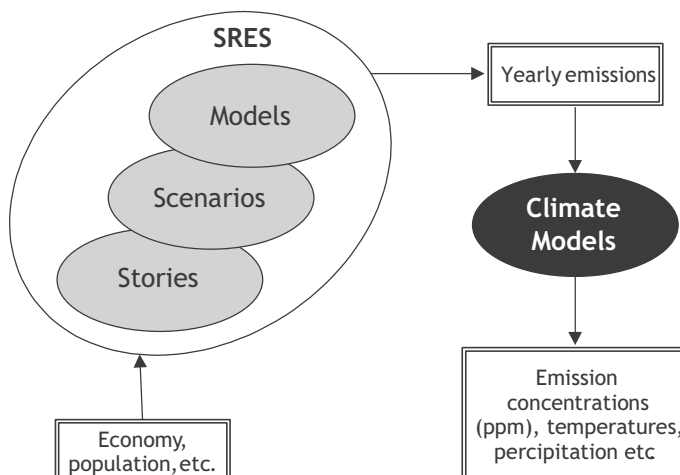 SRES
Models
Scenarios
Stories
Economy,
population, etc.
Yearly emissions
Climate
Models
Emission
concentrations
(ppm), temperatures,
percipitation etc